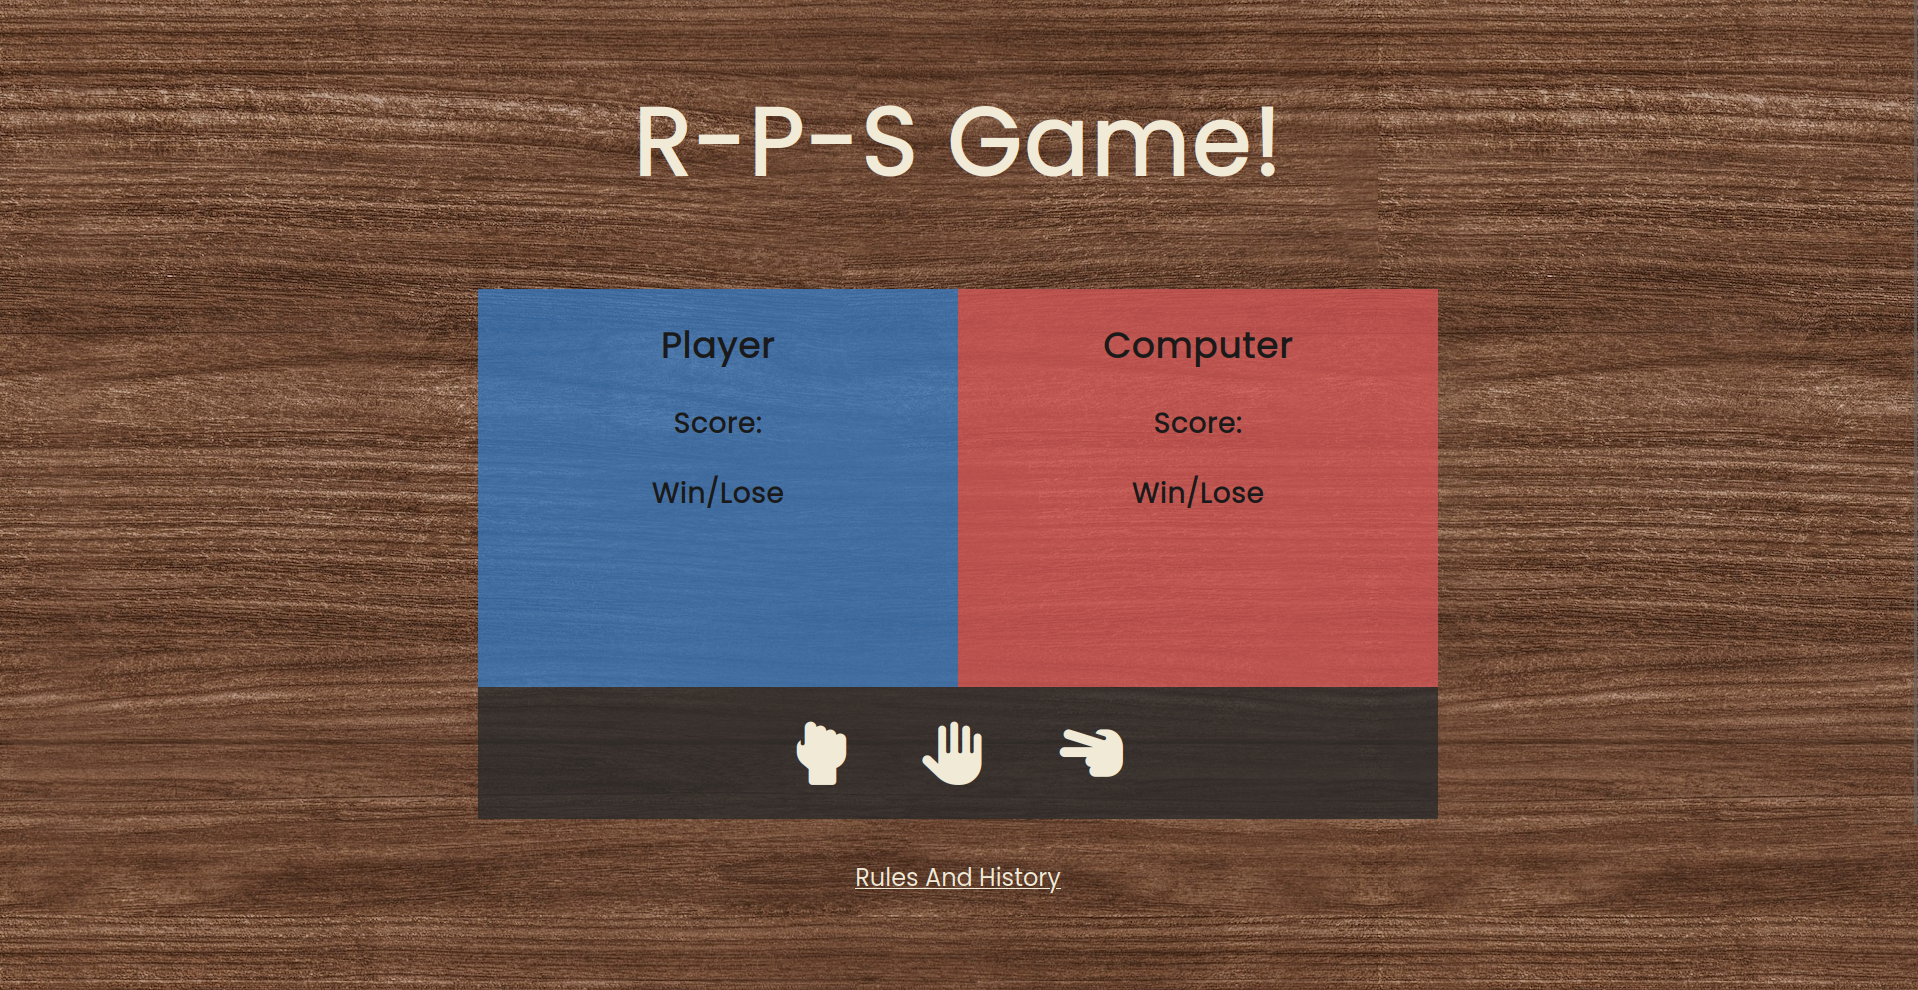 R-P-S Game!
Player
Score:
Win/Lose
Computer
Score:
Win/Lose
Rules And History